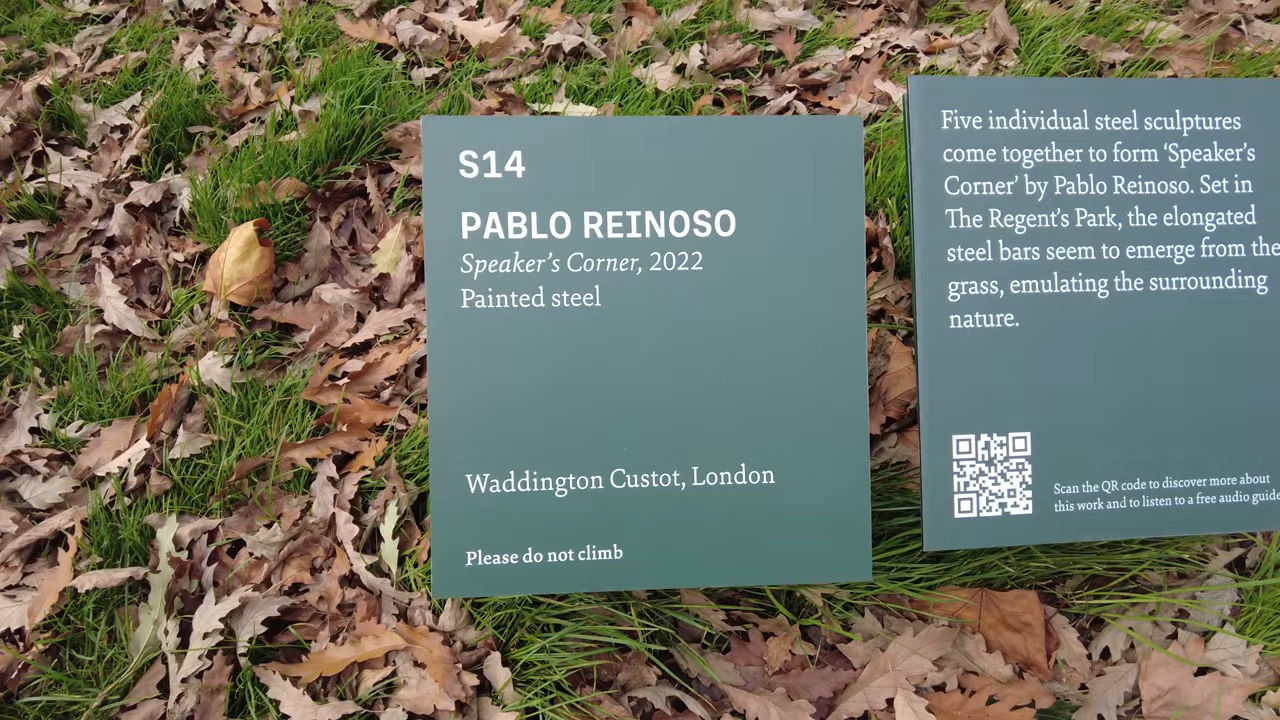 S14
PABLO REINOSO
Speaker's Corner, 2022
Painted steel
Waddington Custot, London
Please do not climb
Five individual steel sculptures
come together to form ‘Speaker’s
Corner’ by Pablo Reinoso. Set in
The Regent’s Park, the elongated
steel bars seem to emerge from the
grass, emulating the surrounding
nature.
Scan the QR code to discover more about
this work and to listen to a free audio guide